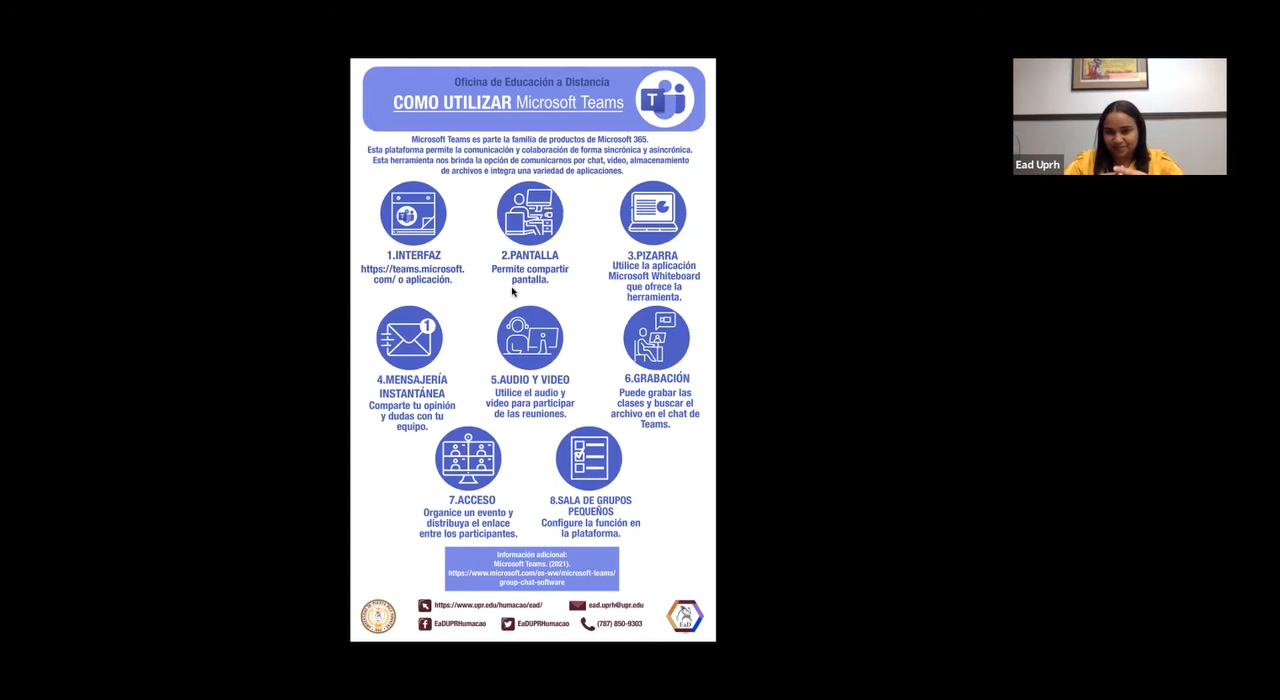 Oficina de Educación a Distancia
COMO UTILIZAR Microsoft Teams
T
Microsoft Teams es parte la familia de productos de Microsoft 365.
Esta plataforma permite la comunicación y colaboración de forma sincrónica y asincrónica.
Esta herramienta nos brinda la opción de comunicarnos por chat, video, almacenamiento
de archivos e integra una variedad de aplicaciones.
1.INTERFAZ
https://teams.microsoft.
com/ o aplicación.
2.PANTALLA
Permite compartir
pantalla.
3.PIZARRA
Utilice la aplicación
Microsoft Whiteboard
que ofrece la
herramienta.
1
4.MENSAJERÍA
INSTANTÁNEA
Comparte tu opinión
y dudas con tu
equipo.
5.AUDIO Y VIDEO
Utilice el audio y
video para participar
de las reuniones.
6.GRABACIÓN
Puede grabar las
clases y buscar el
archivo en el chat de
Teams.
7.ACCESO
Organice un evento y
distribuya el enlace
entre los participantes.
8.SALA DE GRUPOS
PEQUEÑOS
Configure la función en
la plataforma.
Información adicional:
Microsoft Teams. (2021).
https://www.microsoft.com/es-ww/microsoft-teams/
group-chat-software
https://www.upr.edu/humacao/ead/
ead.uprh@upr.edu
EaDUPRHumacao
EaDUPRHumacao
(787) 850-9303
EaD
Ead Uprh